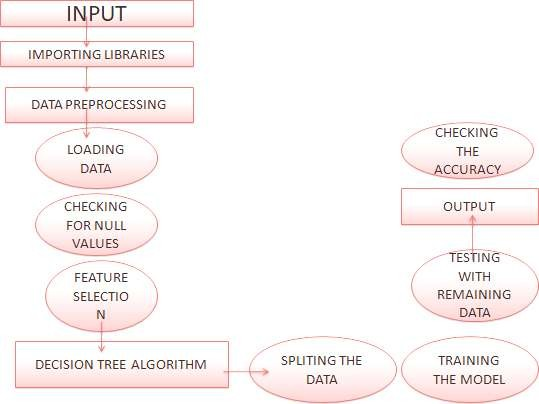 INPUT
IMPORTING LIBRARIES
DATA PREPROCESSING
LOADING
DATA
CHECKING
FOR NULL
VALUES
FEATURE
SELECTIO
N
DECISION TREE ALGORITHM
SPLITING THE
DATA
TRAINING
THE MODEL
TESTING
WITH
REMAINING
DATA
OUTPUT
CHECKING
THE
ACCURACY